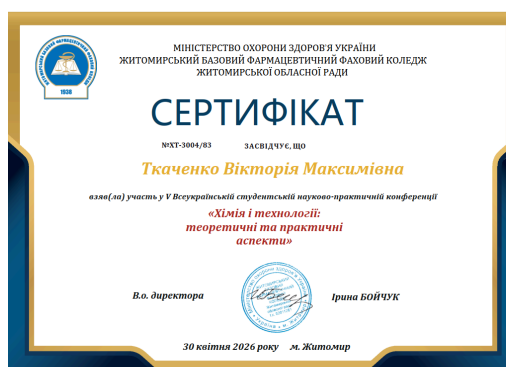 МІНІСТЕРСТВО ОХОРОНИ ЗДОРОВ'Я УКРАЇНИ
ЖИТОМИРСЬКИЙ БАЗОВИЙ ФАРМАЦЕВТИЧНИЙ ФАХОВИЙ КОЛЕДЖ
ЖИТОМИРСЬКОЇ ОБЛАСНОЇ РАДИ
1938
СЕРТИФІКАТ
№ХТ-3004/83 ЗАСВІДЧУЄ, ЩО
Ткаченко Вікторія Максимівна
взяв(ла) участь у V Всеукраїнській студентській науково-практичній конференції
«Хімія і технології:
теоретичні та практичні
аспекти»
В.о. директора
Ірина БОЙЧУК
30 квітня 2026 року м. Житомир